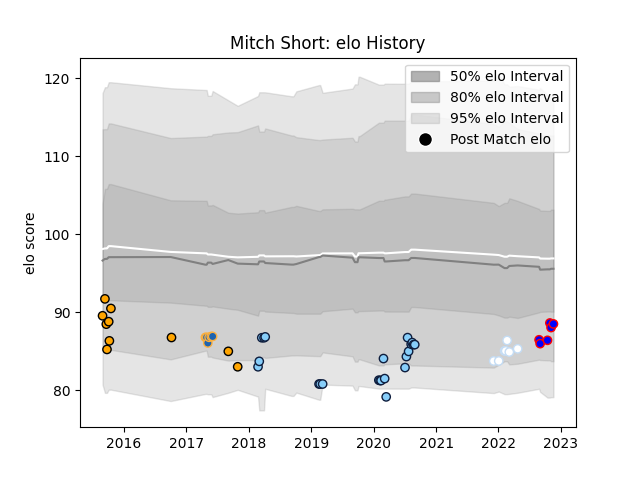 Mitch Short: elo History
50% elo Interval
80% elo Interval
95% elo Interval
Post Match elo
elo score
120
110
100
90
80
2016 2017 2018 2019 2020 2021 2022 2023